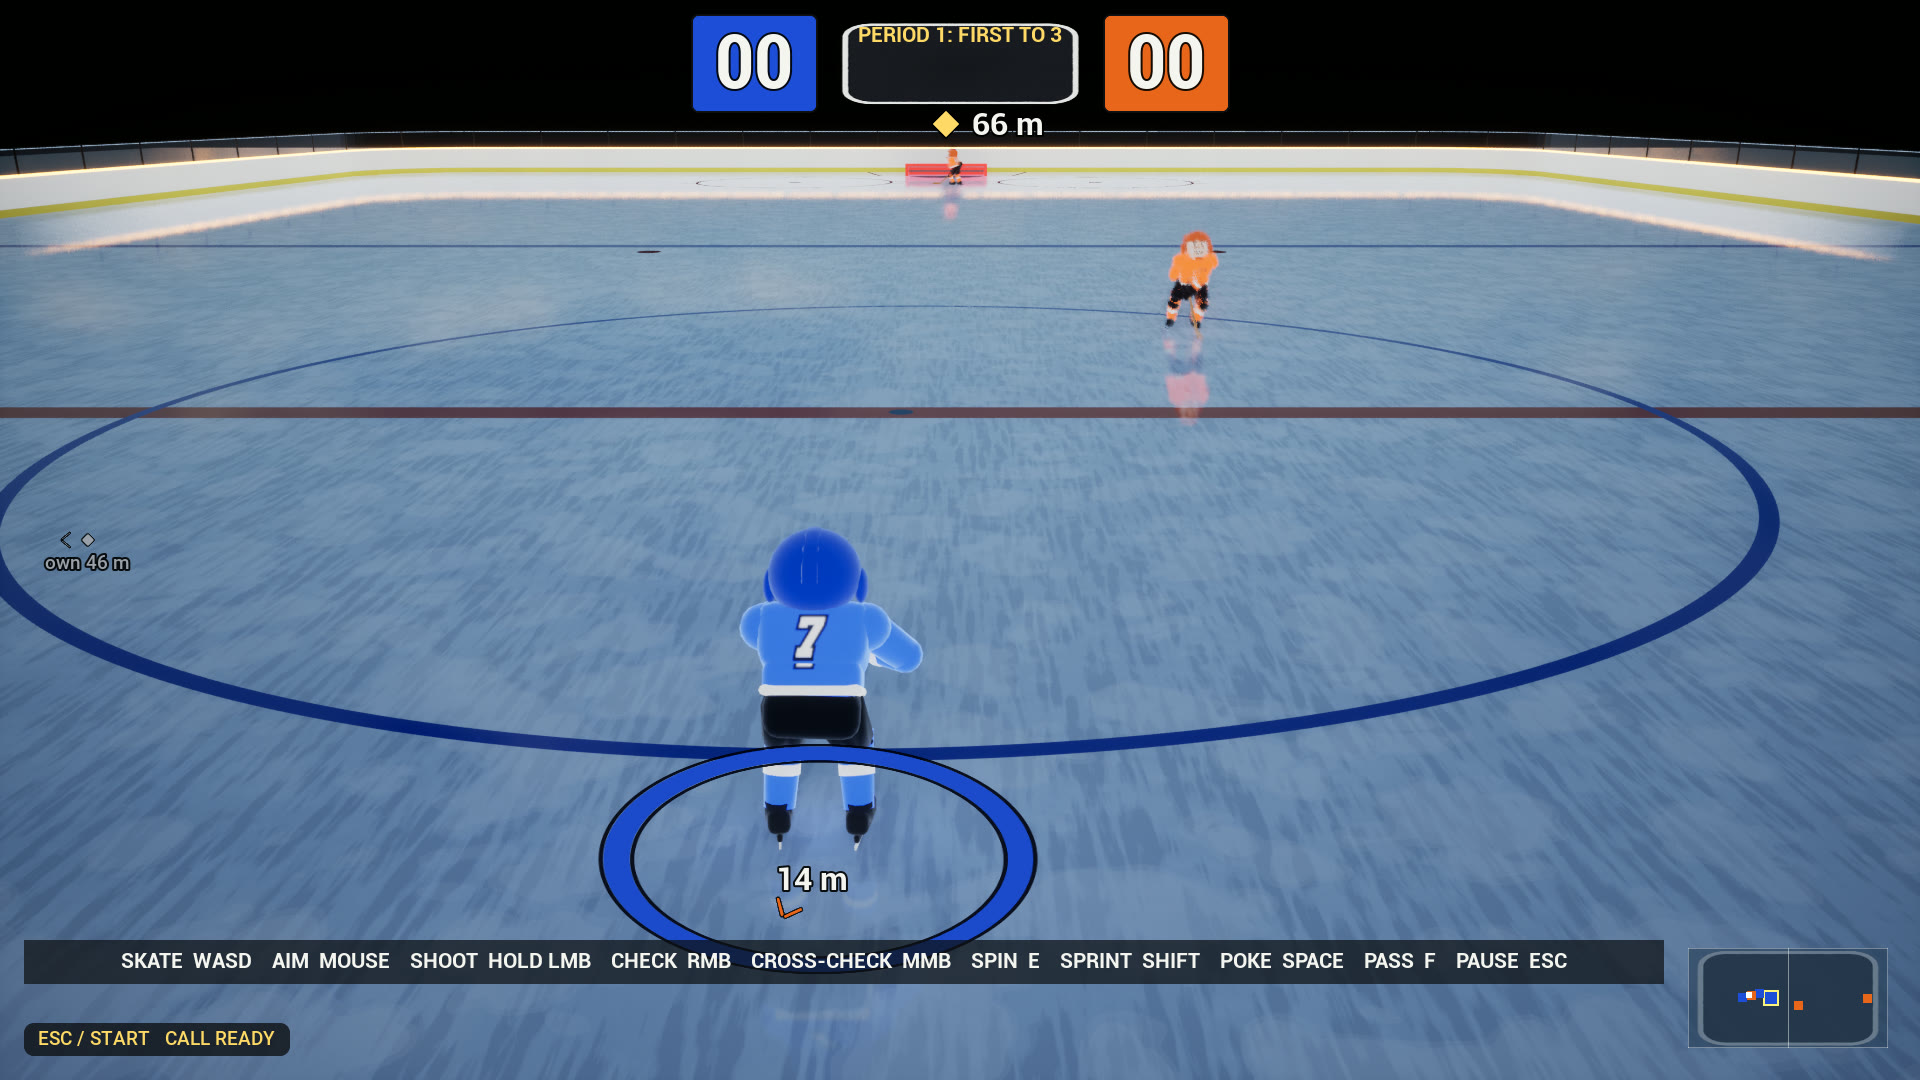 00
PERIOD 1: FIRST TO 3
00
66 m
own 46 m
7
14 m
SKATE WASD AIM MOUSE SHOOT HOLD LMB CHECK RMB CROSS-CHECK MMB SPIN E SPRINT SHIFT POKE SPACE PASS F PAUSE ESC
ESC / START CALL READY